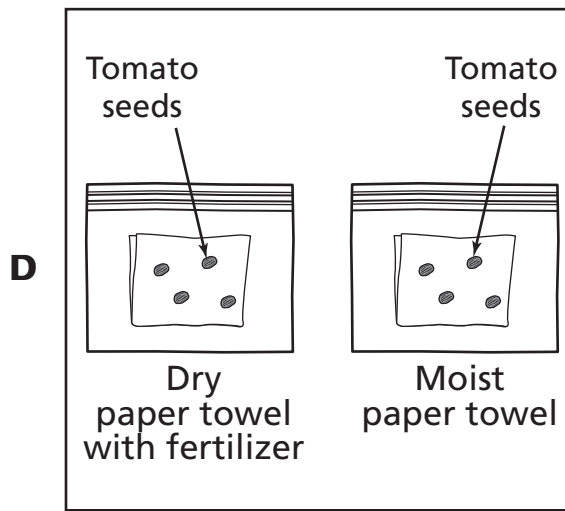 Tomato
seeds
Tomato
seeds
D
Dry
paper towel
with fertilizer
Moist
paper towel